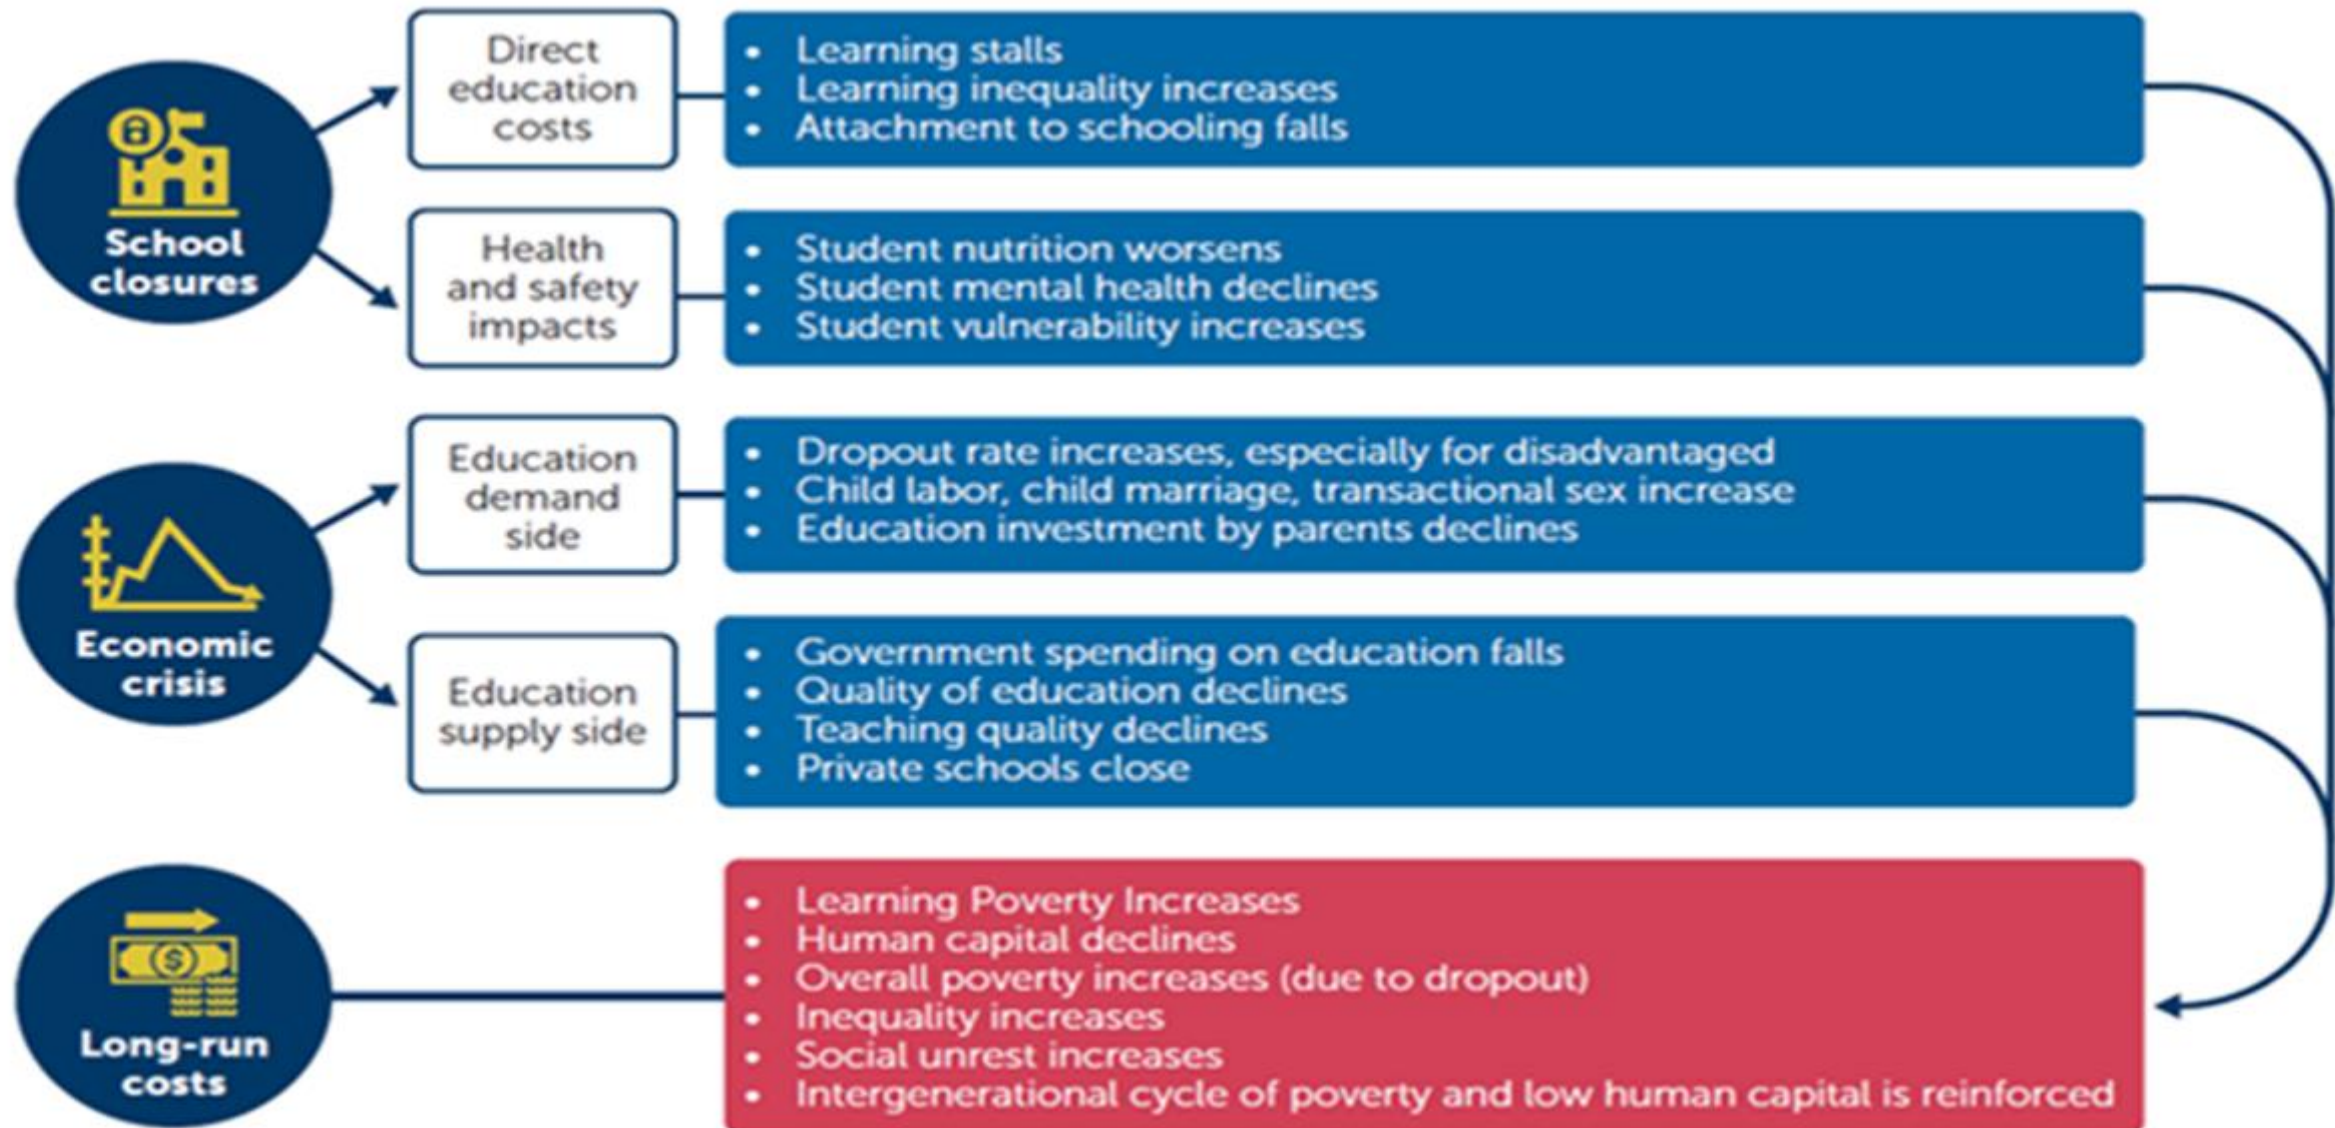 School
closures
Direct
education
costs
• Learning stalls
• Learning inequality increases
• Attachment to schooling falls
Health
and safety
impacts
• Student nutrition worsens
• Student mental health declines
• Student vulnerability increases
Economic
crisis
Education
demand
side
• Dropout rate increases, especially for disadvantaged
• Child labor, child marriage, transactional sex increase
• Education investment by parents declines
Education
supply side
• Government spending on education falls
• Quality of education declines
• Teaching quality declines
• Private schools close
$
Long-run
costs
• Learning Poverty Increases
• Human capital declines
• Overall poverty increases (due to dropout)
• Inequality increases
• Social unrest increases
• Intergenerational cycle of poverty and low human capital is reinforced